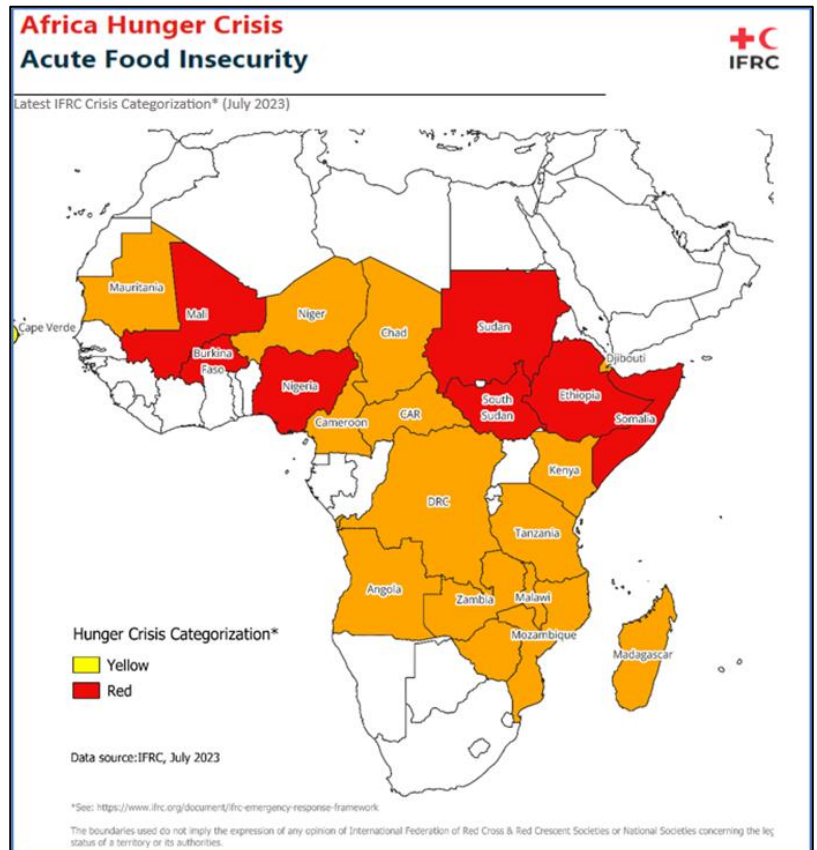 Africa Hunger Crisis
Acute Food Insecurity
IFRC
Latest IFRC Crisis Categorization* (July 2023)
Mauritania
Mali
Niger
Chad
Sudan
Cape Verde
Burkina
Faso
Djibouti
Nigeria
South
Sudan
Ethiopia
Somalia
Cameroon
CAR
Kenya
DRC
Tanzania
Angola
Zambia
Malawi
Mozambique
Madagascar
Hunger Crisis Categorization*
Yellow
Red
Data source:IFRC, July 2023
*See: https://www.ifrc.org/document/ifrc-emergency-response-framework
The boundaries used do not imply the expression of any opinion of International Federation of Red Cross & Red Crescent Societies or National Societies concerning the leg
status of a territory or its authorities.